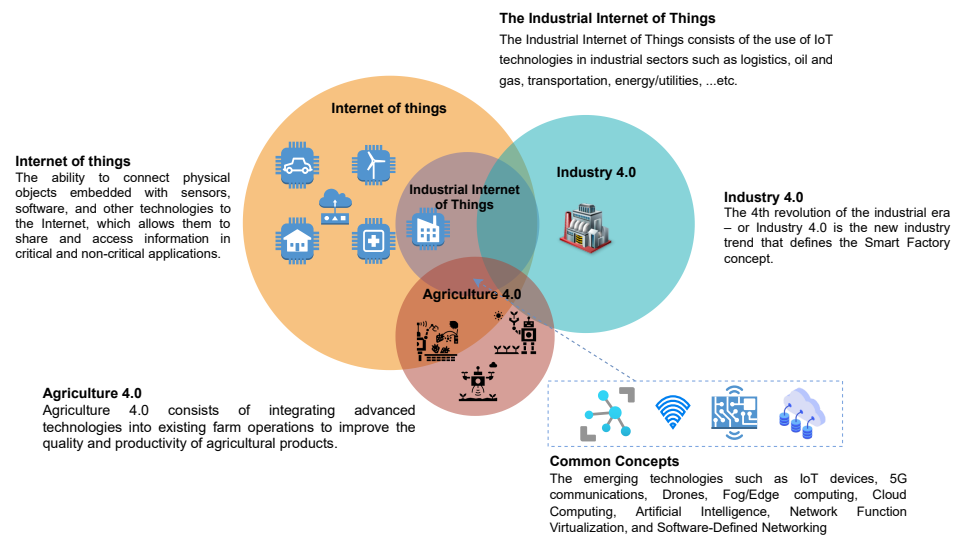 The Industrial Internet of Things
The Industrial Internet of Things consists of the use of IoT
technologies in industrial sectors such as logistics, oil and
gas, transportation, energy/utilities, ...etc.
Internet of things
Internet of things
The ability to connect physical
objects embedded with sensors,
software, and other technologies to
the Internet, which allows them to
share and access information in
critical and non-critical applications.
Industrial Internet
of Things
Industry 4.0
Industry 4.0
The 4th revolution of the industrial era
– or Industry 4.0 is the new industry
trend that defines the Smart Factory
concept.
Agriculture 4.0
Agriculture 4.0
Agriculture 4.0 consists of integrating advanced
technologies into existing farm operations to improve the
quality and productivity of agricultural products.
Common Concepts
The emerging technologies such as IoT devices, 5G
communications, Drones, Fog/Edge computing, Cloud
Computing, Artificial Intelligence, Network Function
Virtualization, and Software-Defined Networking